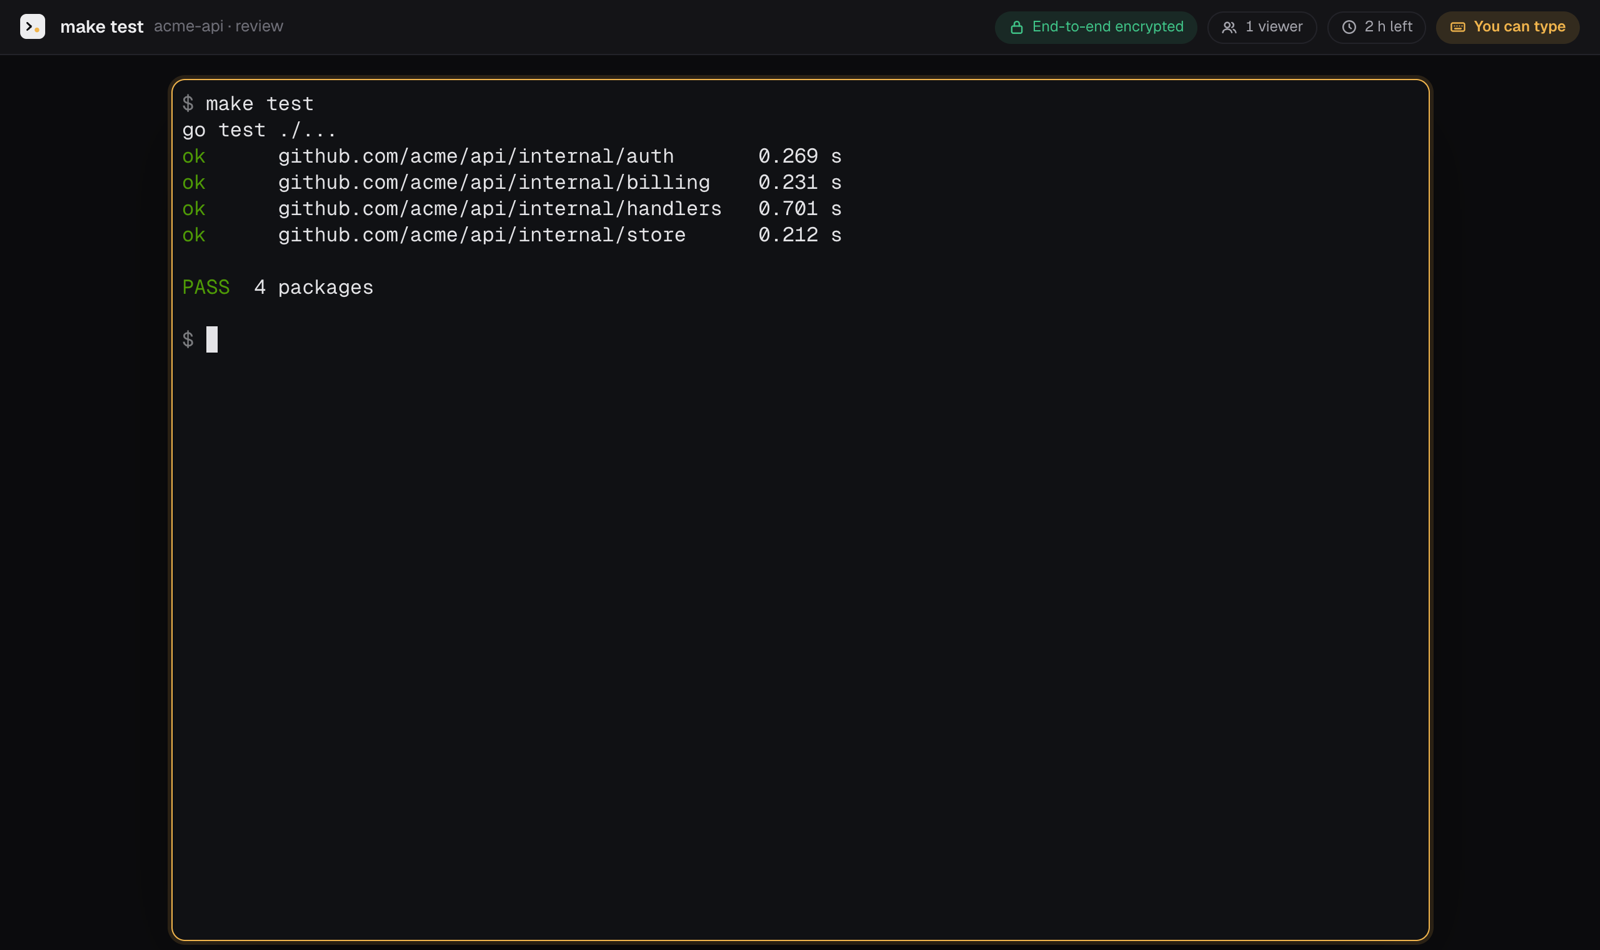 make test acme-api · review End-to-end encrypted 1 viewer 2 h left You can type
$ make test
go test ./...
ok github.com/acme/api/internal/auth 0.269 s
ok github.com/acme/api/internal/billing 0.231 s
ok github.com/acme/api/internal/handlers 0.701 s
ok github.com/acme/api/internal/store 0.212 s
PASS 4 packages
$